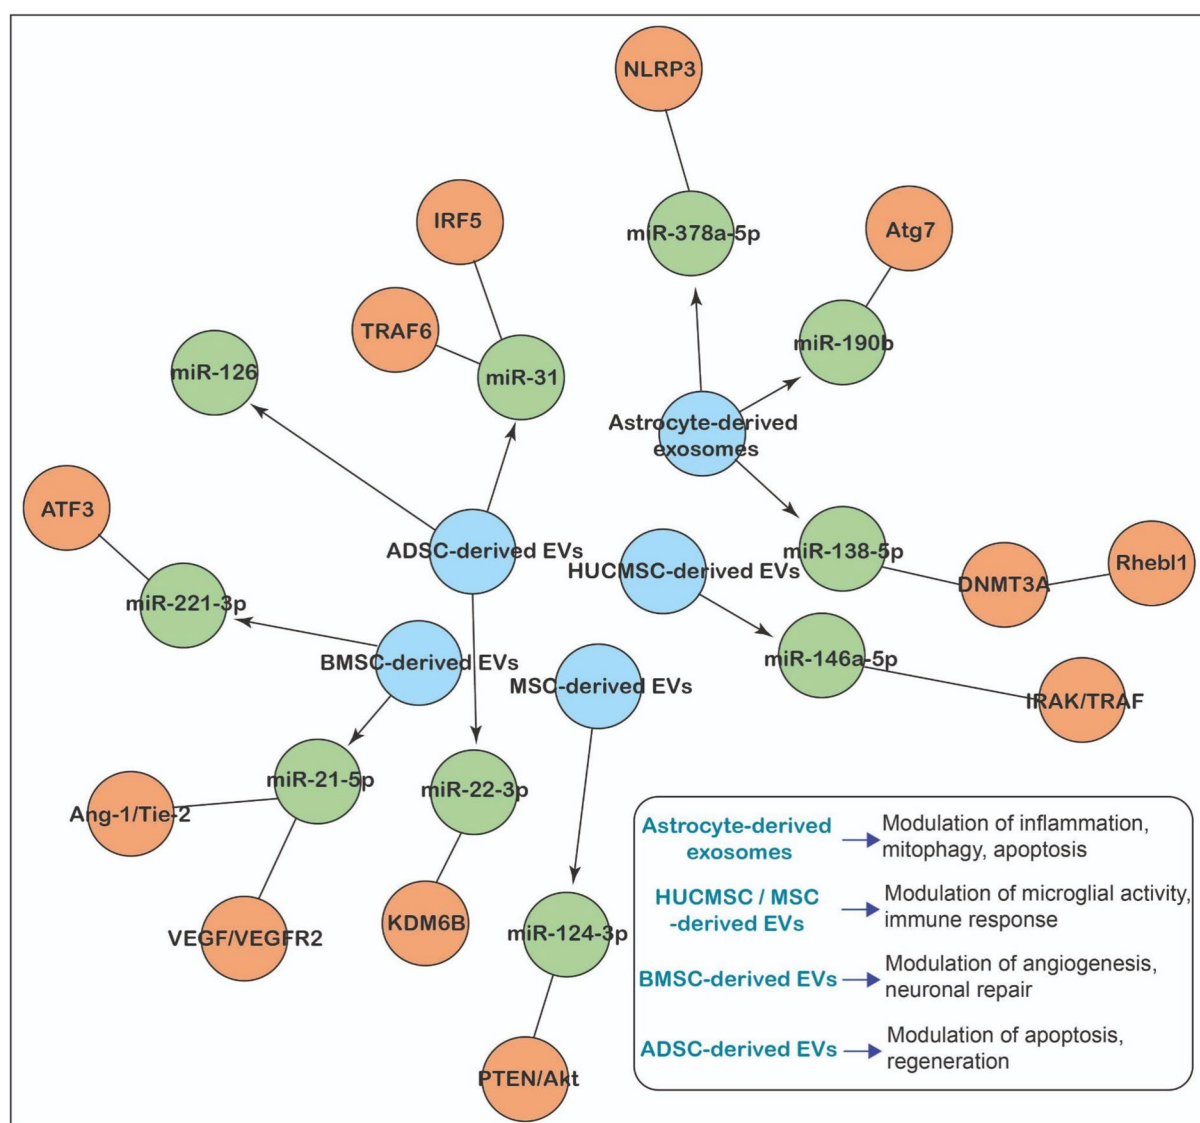 NLRP3
IRF5
miR-378a-5p
Atg7
TRAF6
miR-190b
miR-126
miR-31
Astrocyte-derived
exosomes
ATF3
ADSC-derived EVs
miR-138-5p
HUCMSC-derived EVs
DNMT3A
Rhebl1
miR-221-3p
BMSC-derived EVs
miR-146a-5p
MSC-derived EVs
IRAK/TRAF
miR-21-5p
miR-22-3p
Ang-1/Tie-2
VEGF/VEGFR2
KDM6B
miR-124-3p
PTEN/Akt
Astrocyte-derived
exosomes
Modulation of inflammation,
mitophagy, apoptosis
HUCMSC / MSC
-derived EVs
Modulation of microglial activity,
immune response
BMSC-derived EVs
Modulation of angiogenesis,
neuronal repair
ADSC-derived EVs
Modulation of apoptosis,
regeneration